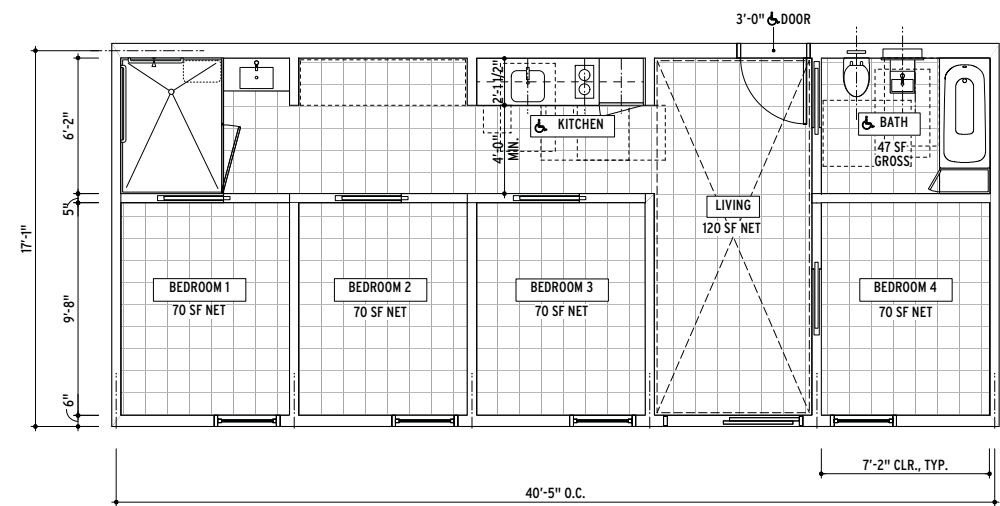 3'-0" DOOR
2'-1 1/2"
6'-2"
KITCHEN
BATH
47 SF
GROSS
4'-0"
MIN.
5"
17'-1"
LIVING
120 SF NET
BEDROOM 1
70 SF NET
BEDROOM 2
70 SF NET
BEDROOM 3
70 SF NET
BEDROOM 4
70 SF NET
9'-8"
6"
7'-2" CLR., TYP.
40'-5" O.C.